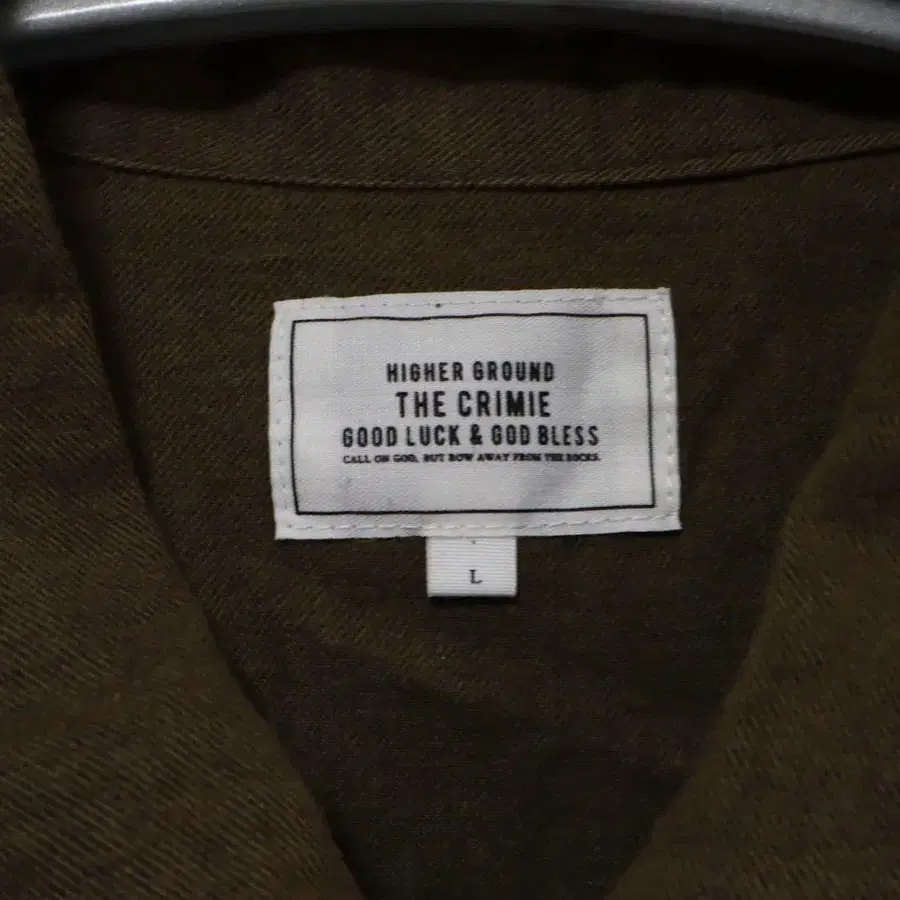 HIGHER GROUND
THE CRIMIE
GOOD LUCK & GOD BLESS
CALL ON GOD, BUT ROW AWAY FROM THE ROCKS.
L